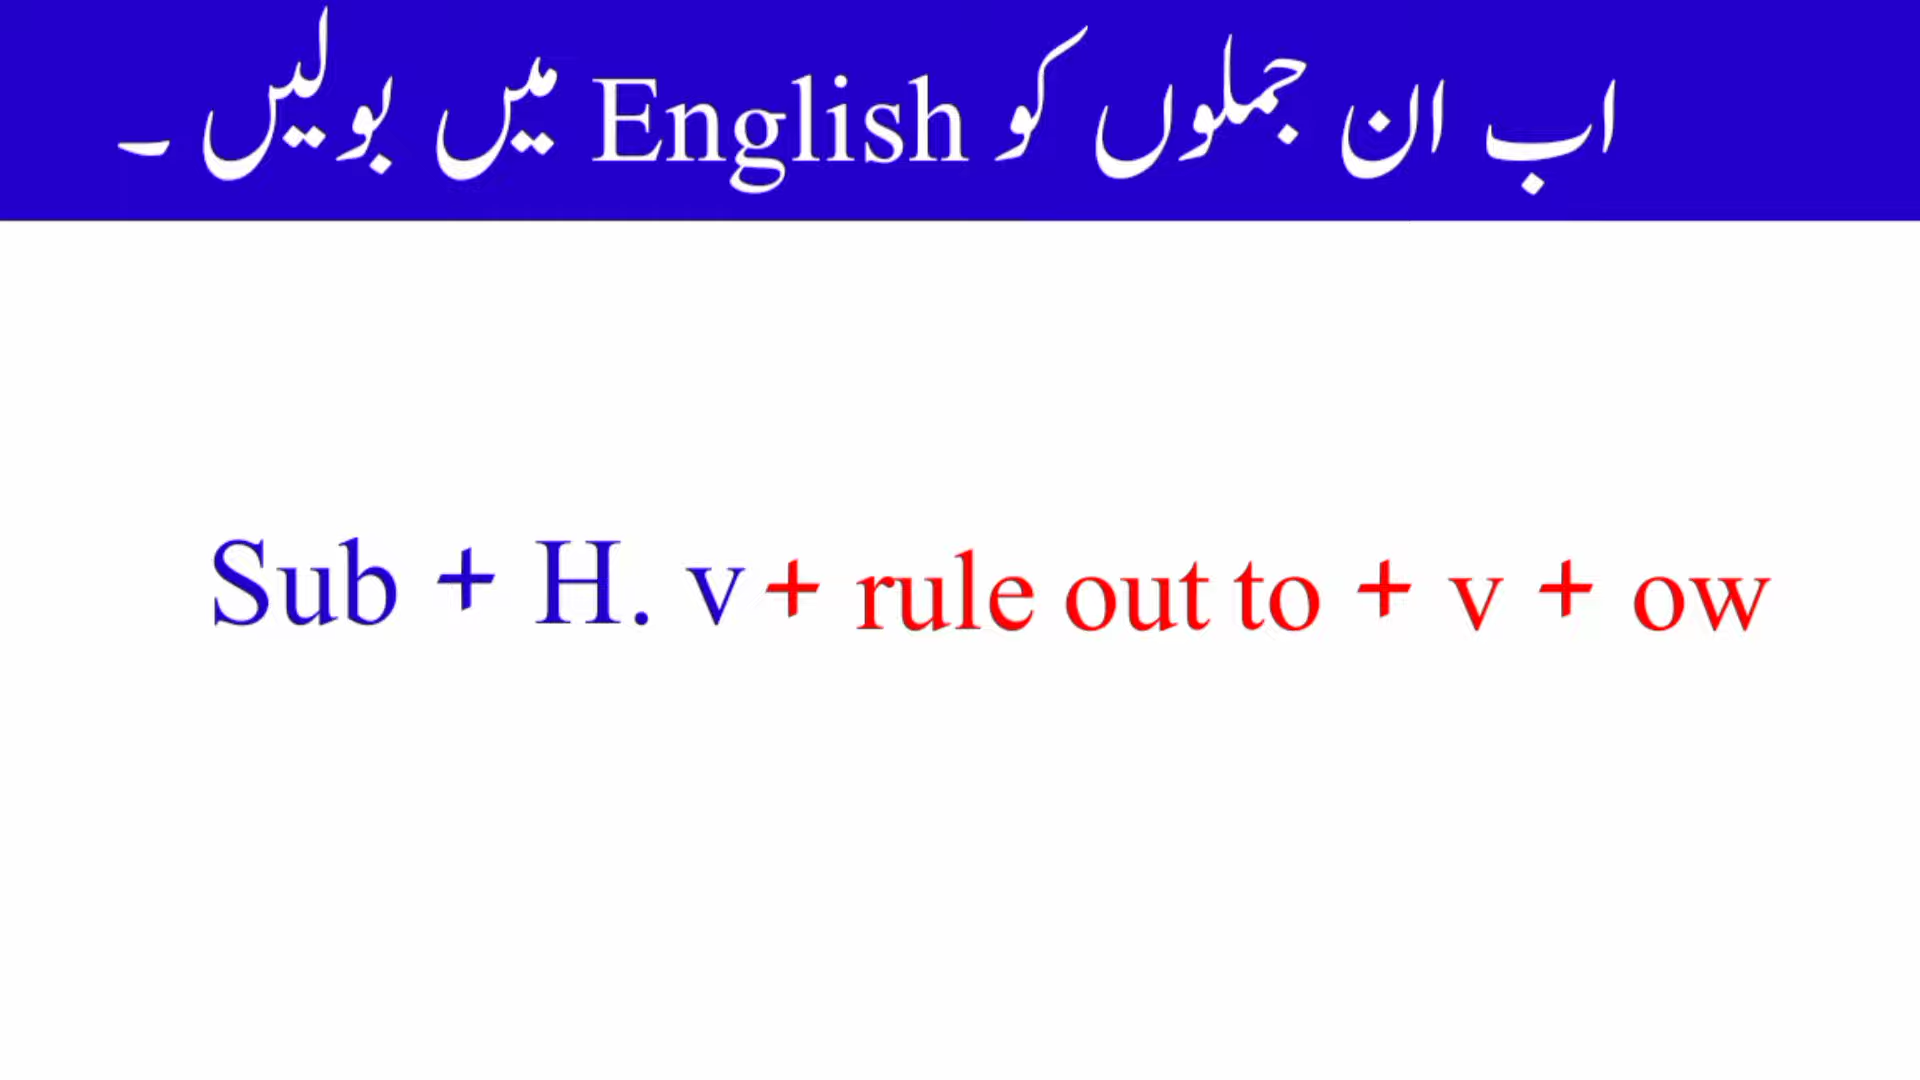 اب ان جملوں کو English میں بولیں ۔
Sub + H. v + rule out to + v + ow